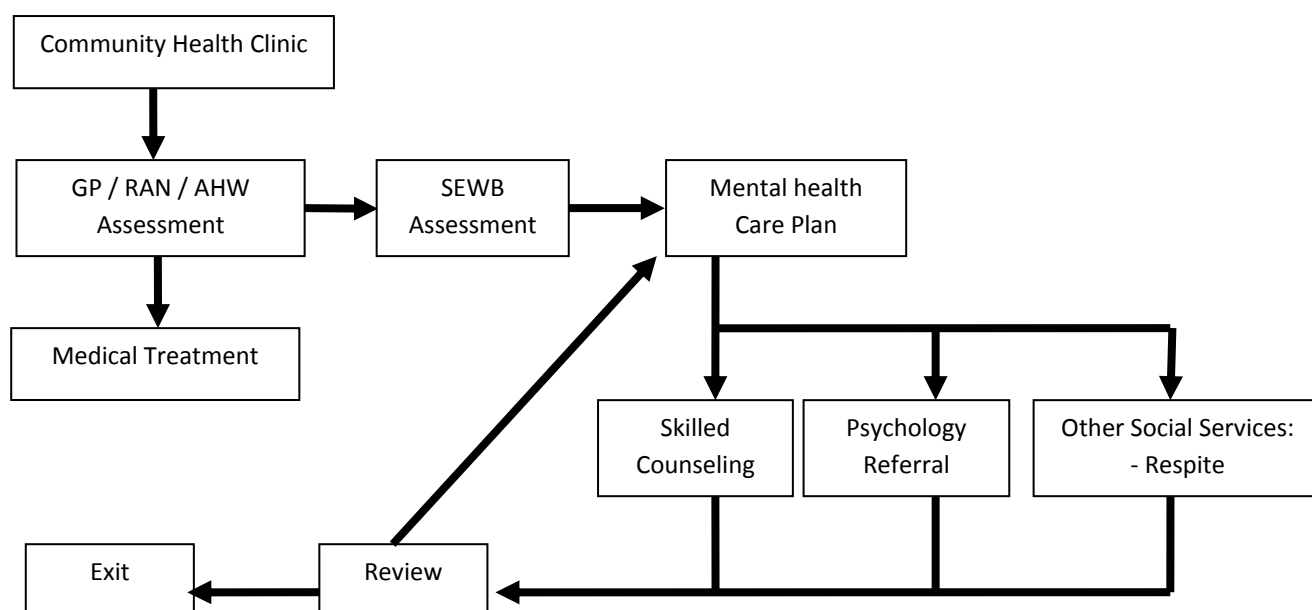 Community Health Clinic
GP / RAN / AHW
Assessment
SEWB
Assessment
Mental health
Care Plan
Medical Treatment
Skilled
Counseling
Psychology
Referral
Other Social Services:
- Respite
Exit
Review